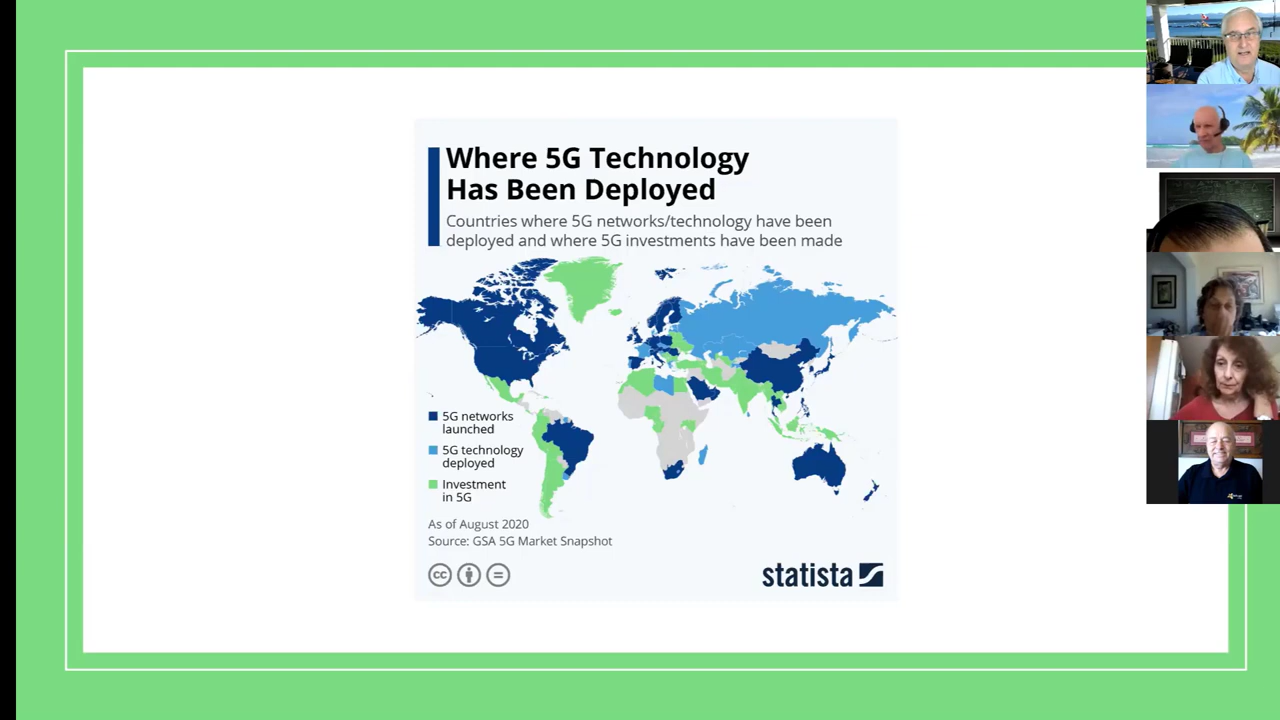 Where 5G Technology
Has Been Deployed
Countries where 5G networks/technology have been
deployed and where 5G investments have been made
5G networks
launched
5G technology
deployed
Investment
in 5G
As of August 2020
Source: GSA 5G Market Snapshot
cc
statista